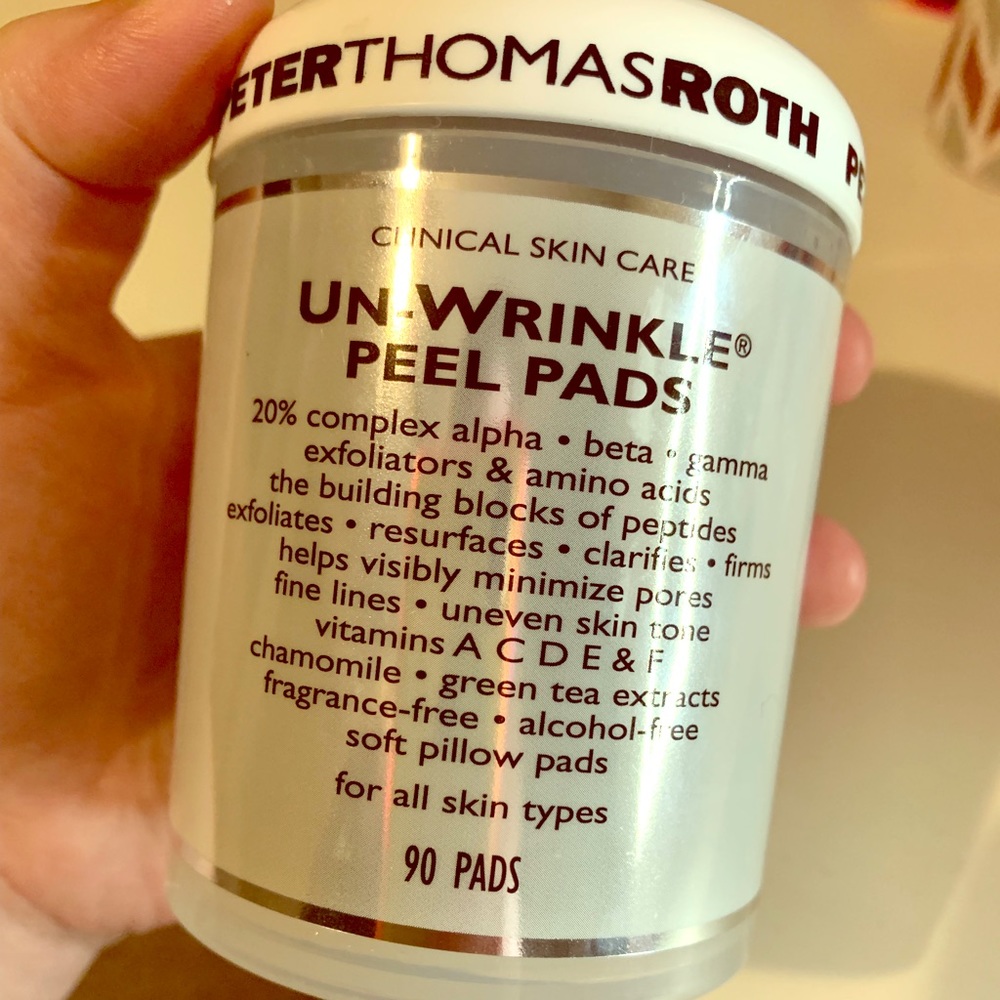 PETERTHOMASROTH PE
CLINICAL SKIN CARE
UN-WRINKLE®
PEEL PADS
20% complex alpha • beta • gamma
exfoliators & amino acids
the building blocks of peptides
exfoliates • resurfaces • clarifies • firms
helps visibly minimize pores
fine lines • uneven skin tone
vitamins A C D E & F
chamomile • green tea extracts
fragrance-free • alcohol-free
soft pillow pads
for all skin types
90 PADS